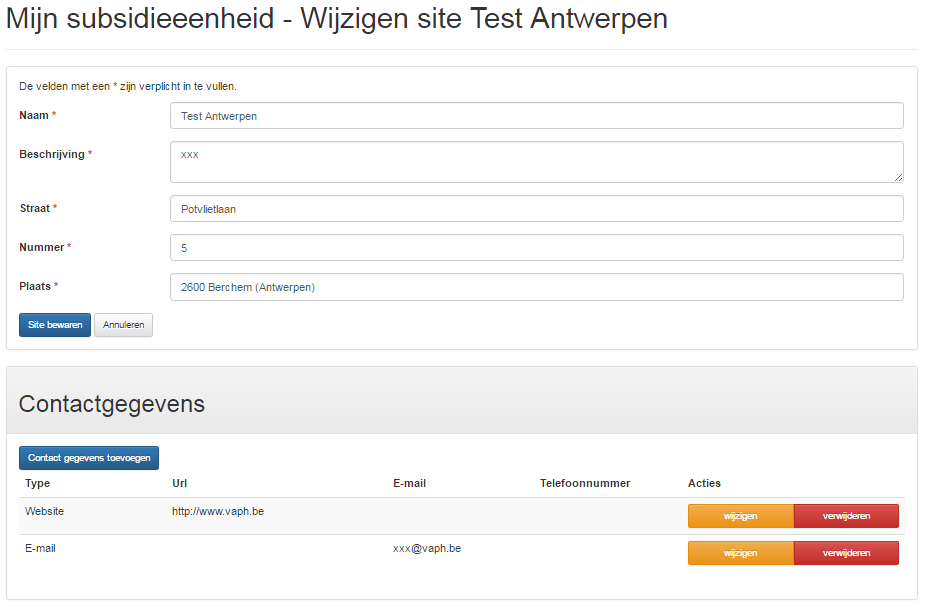 Mijn subsidieeenheid - Wijzigen site Test Antwerpen
De velden met een * zijn verplicht in te vullen.
Naam * Test Antwerpen
Beschrijving * xxx
Straat * Potvlietlaan
Nummer * 5
Plaats * 2600 Berchem (Antwerpen)
Site bewaren Annuleren
Contactgegevens
Contact gegevens toevoegen
Type Url E-mail Telefoonnummer Acties
Website http://www.vaph.be wijzigen verwijderen
E-mail xxx@vaph.be wijzigen verwijderen